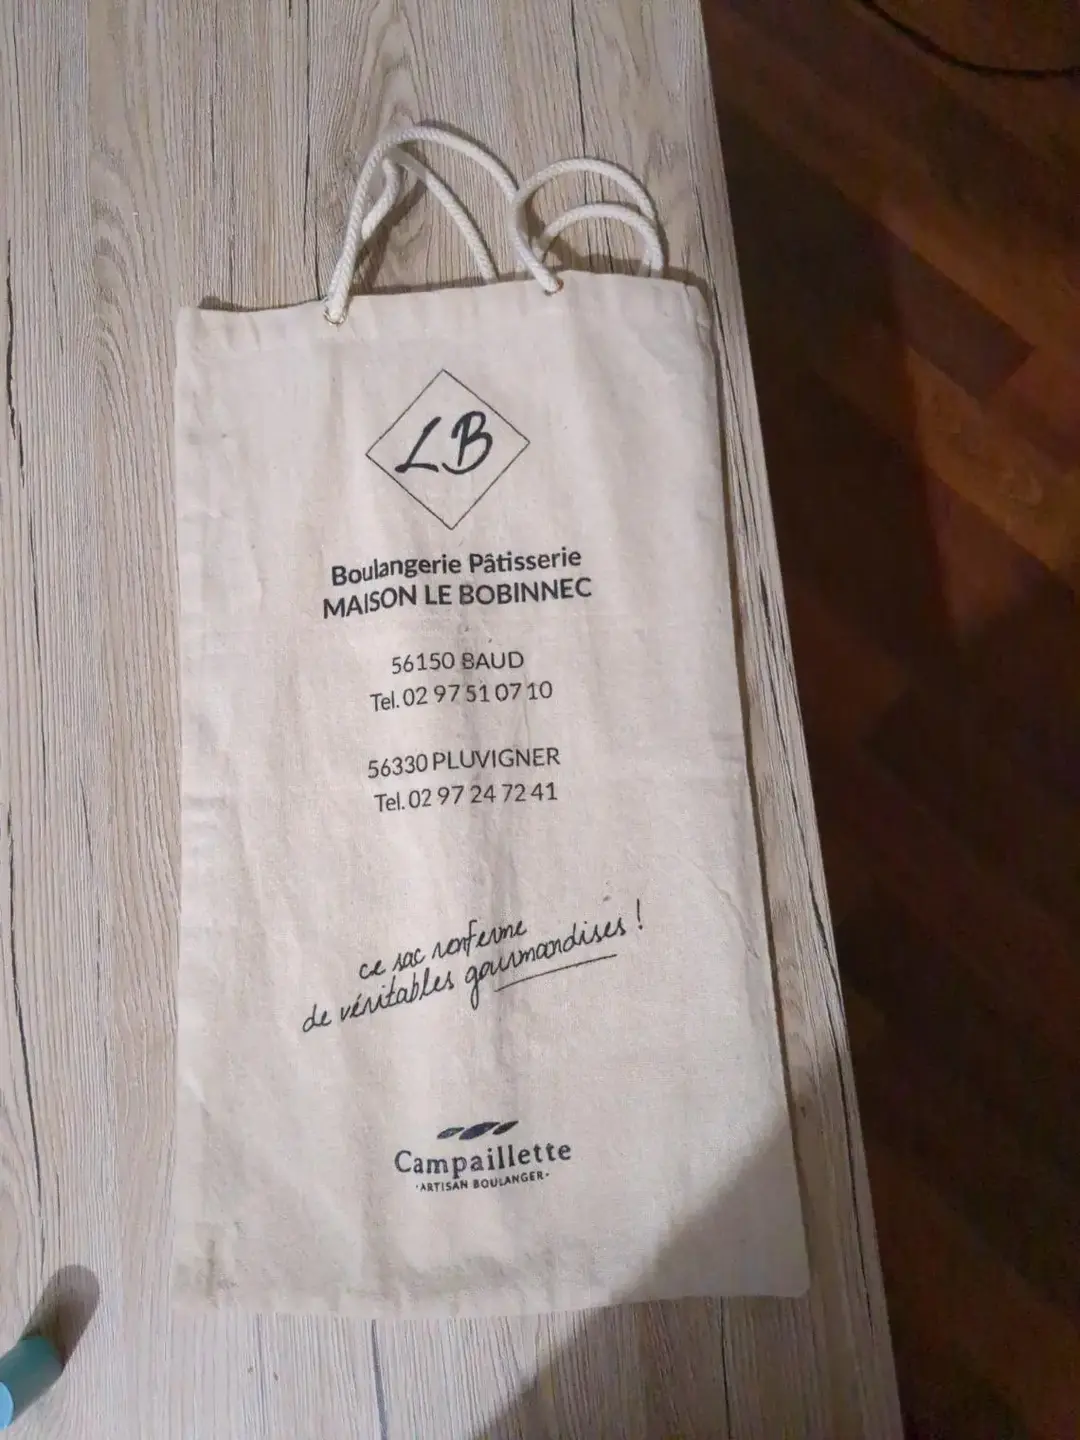 LB
Boulangerie Pâtisserie
MAISON LE BOBINNEC
56150 BAUD
Tel. 02 97 51 07 10
56330 PLUVIGNER
Tel. 02 97 24 72 41
ce sac renferme
de véritables gourmandises !
Campaillette
·ARTISAN BOULANGER·